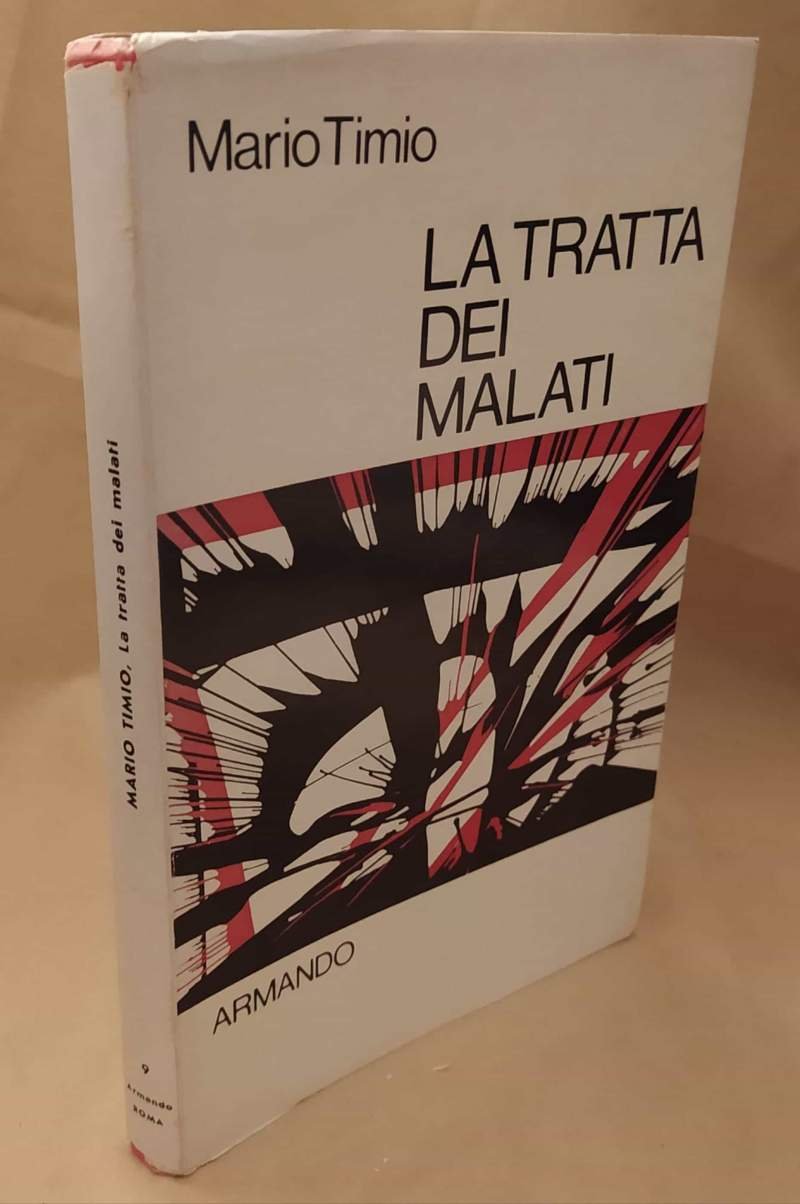 Mario Timio
LA TRATTA
DEI
MALATI
ARMANDO
MARIO TIMIO, La tratta dei malati
9
Armando
ROMA